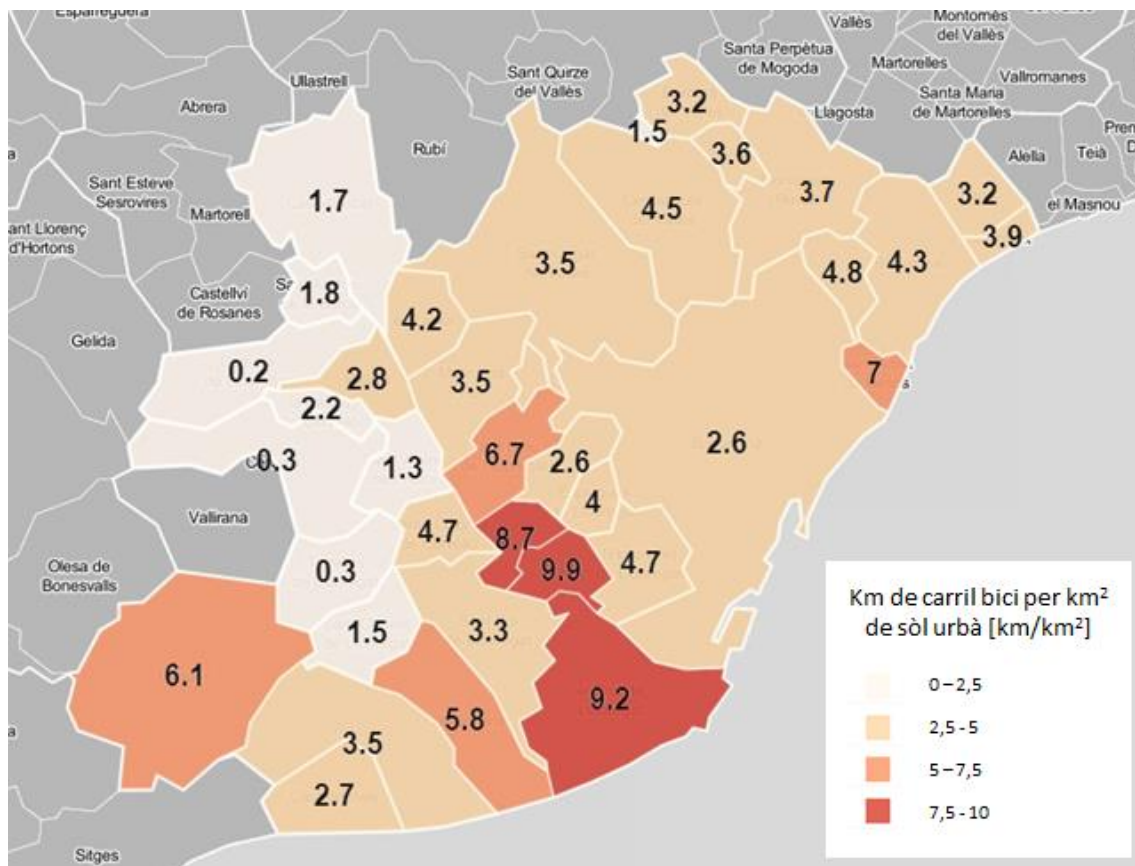 Esparreguera
Vallès
Montornès
del Vallès
Santa Perpètua
de Mogoda
Martorelles
Sant Quirze
del Vallès
Ullastrell
Vallromanes
Abrera
3.2
Santa Maria
de Martorelles
Llagosta
1.5
Prem
D
Rubí
3.6
Alella
Teià
a
Sant Esteve
Sesrovires
1.7
4.5
3.7
3.2
el Masnou
Martorell
ant Llorenç
d'Hortons
3.9
3.5
4.8
4.3
Sa
1.8
Castellví
de Rosanes
4.2
Gelida
0.2
2.8
3.5
7
s
2.2
2.6
6.7
0.3
1.3
2.6
4
Vallirana
4.7
8.7
Olesa de
Bonesvalls
0.3
9.9
4.7
Km de carril bici per km²
de sòl urbà [km/km²]
1.5
3.3
6.1
0–2,5
9.2
5.8
2,5 - 5
a
3.5
5–7,5
2.7
7,5 - 10
Sitges